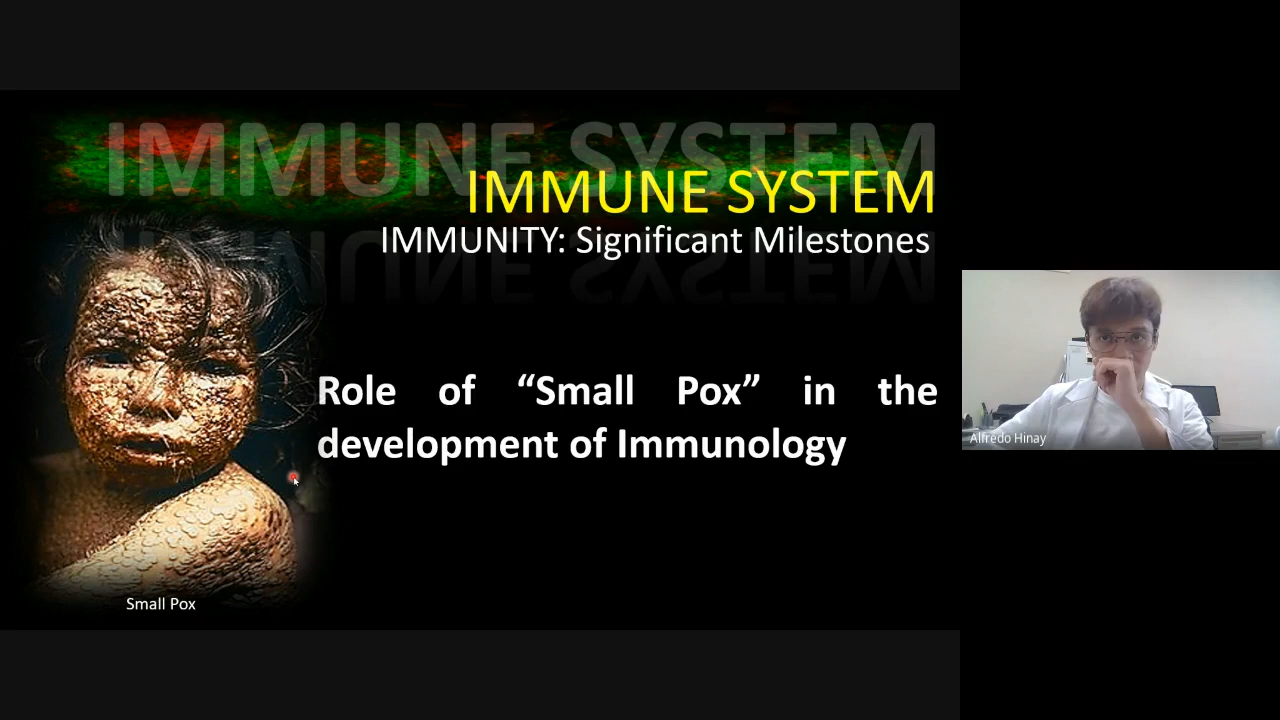 IMMUNE SYSTEM
IMMUNE SYSTEM
IMMUNITY: Significant Milestones
Role of “Small Pox” in the
development of Immunology
Small Pox
Alfredo Hinay